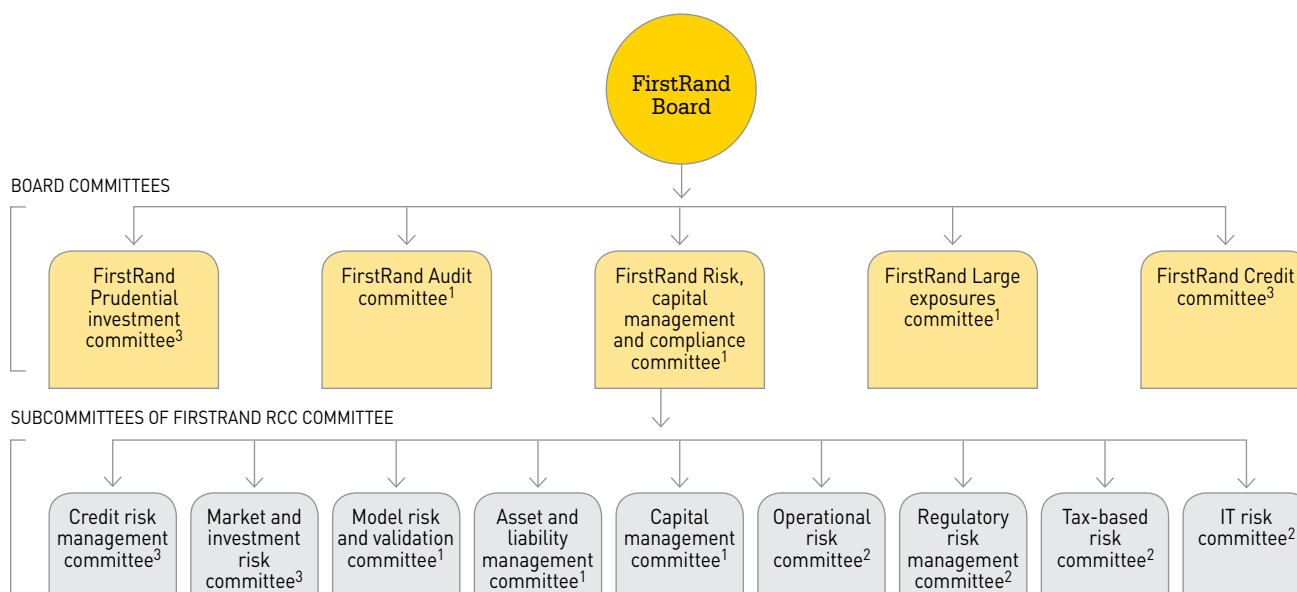 FirstRand
Board
BOARD COMMITTEES
FirstRand
Prudential
investment
committee3
FirstRand Audit
committee1
FirstRand Risk,
capital
management
and compliance
committee1
FirstRand Large
exposures
committee1
FirstRand Credit
committee3
SUBCOMMITTEES OF FIRSTRAND RCC COMMITTEE
Credit risk
management
committee3
Market and
investment
risk
committee3
Model risk
and validation
committee1
Asset and
liability
management
committee1
Capital
management
committee1
Operational
risk
committee2
Regulatory
risk
management
committee2
Tax-based
risk
committee2
IT risk
committee2